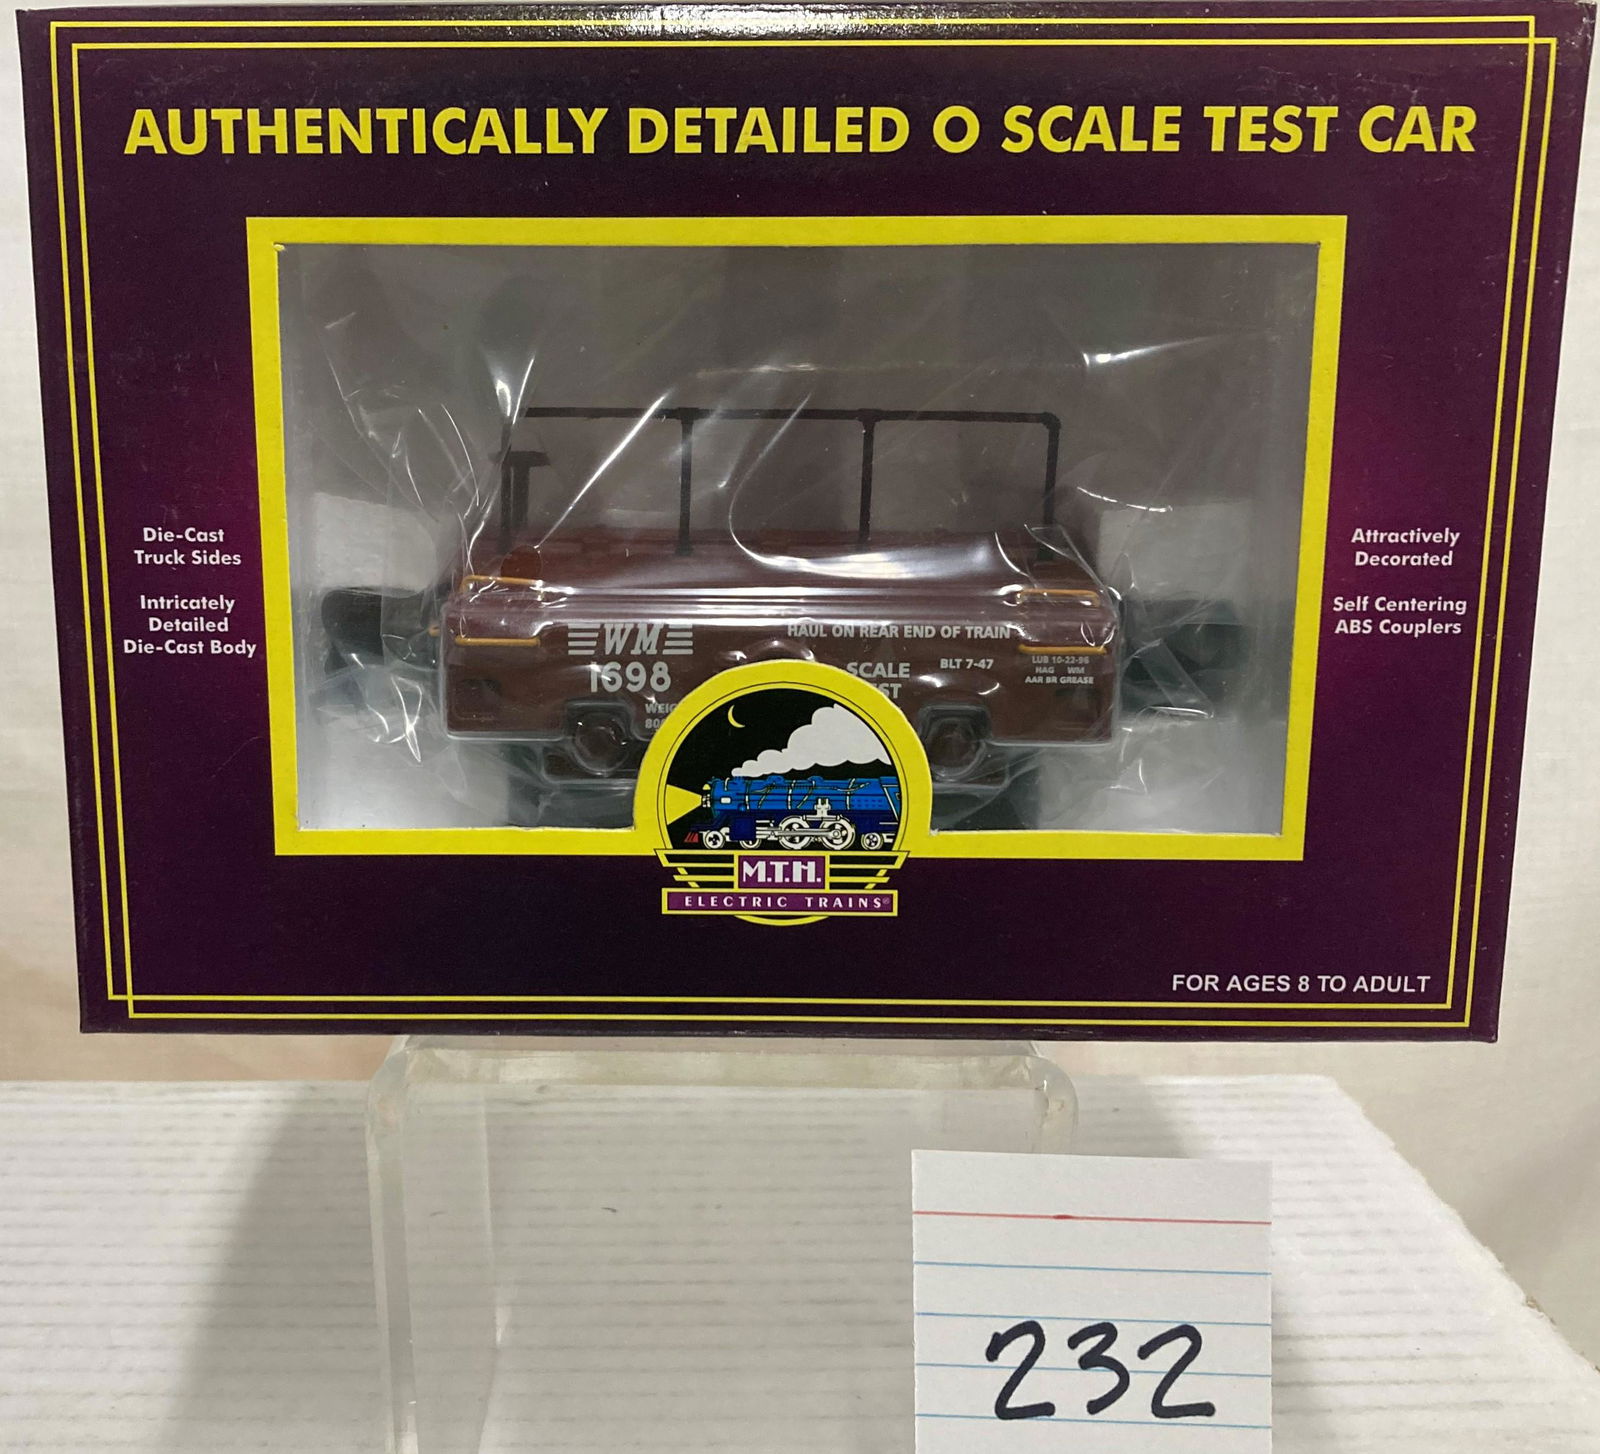 AUTHENTICALLY DETAILED O SCALE TEST CAR
Die-Cast
Truck Sides
Intricately
Detailed
Die-Cast Body
Attractively
Decorated
Self Centering
ABS Couplers
WM
1698
HAUL ON REAR END OF TRAIN
SCALE
BLT 7-47
LUB 10-22-96
HAG WM
AAR BR GREASE
M.T.H.
ELECTRIC TRAINS®
FOR AGES 8 TO ADULT
232